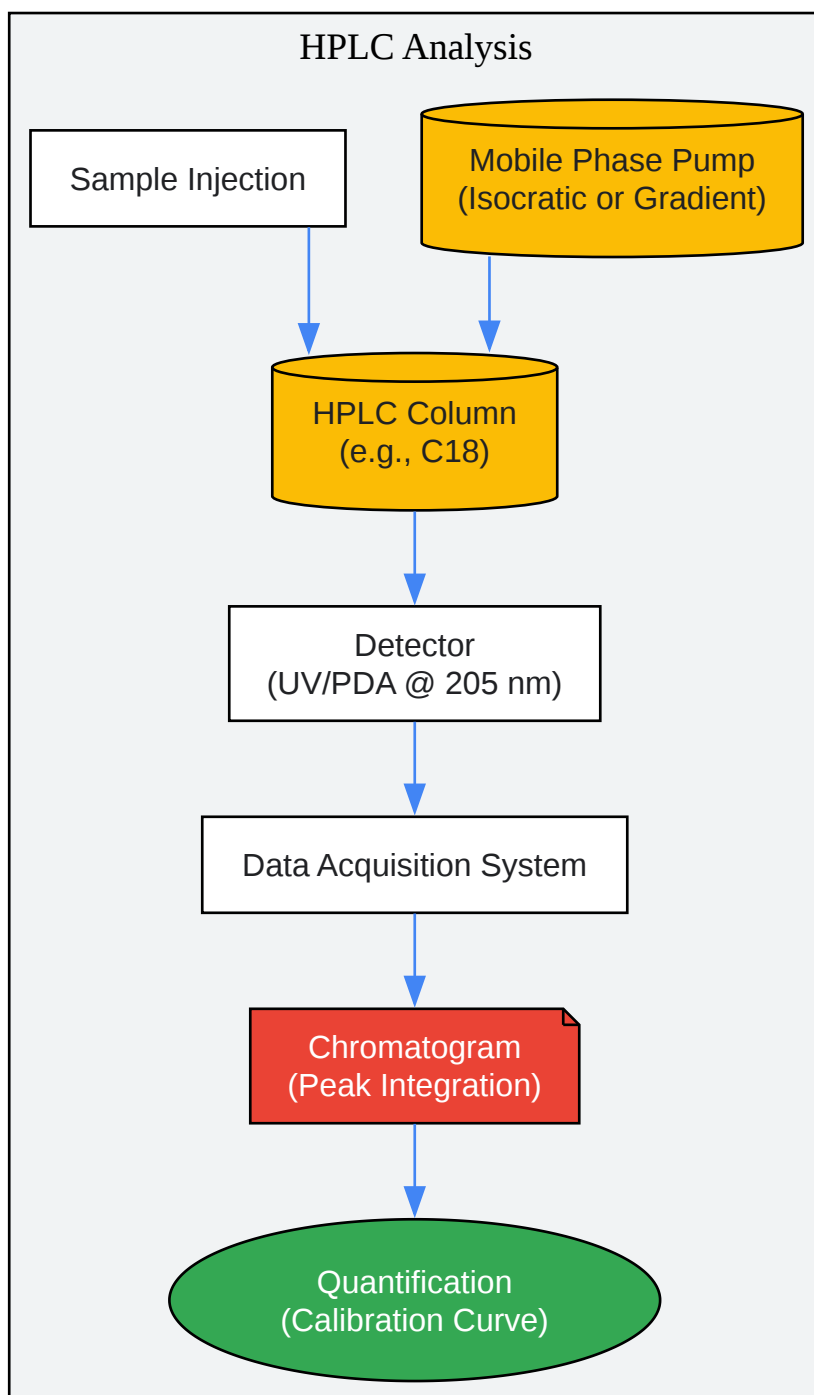 HPLC Analysis
Sample Injection
Mobile Phase Pump
(Isocratic or Gradient)
HPLC Column
(e.g., C18)
Detector
(UV/PDA @ 205 nm)
Data Acquisition System
Chromatogram
(Peak Integration)
Quantification
(Calibration Curve)